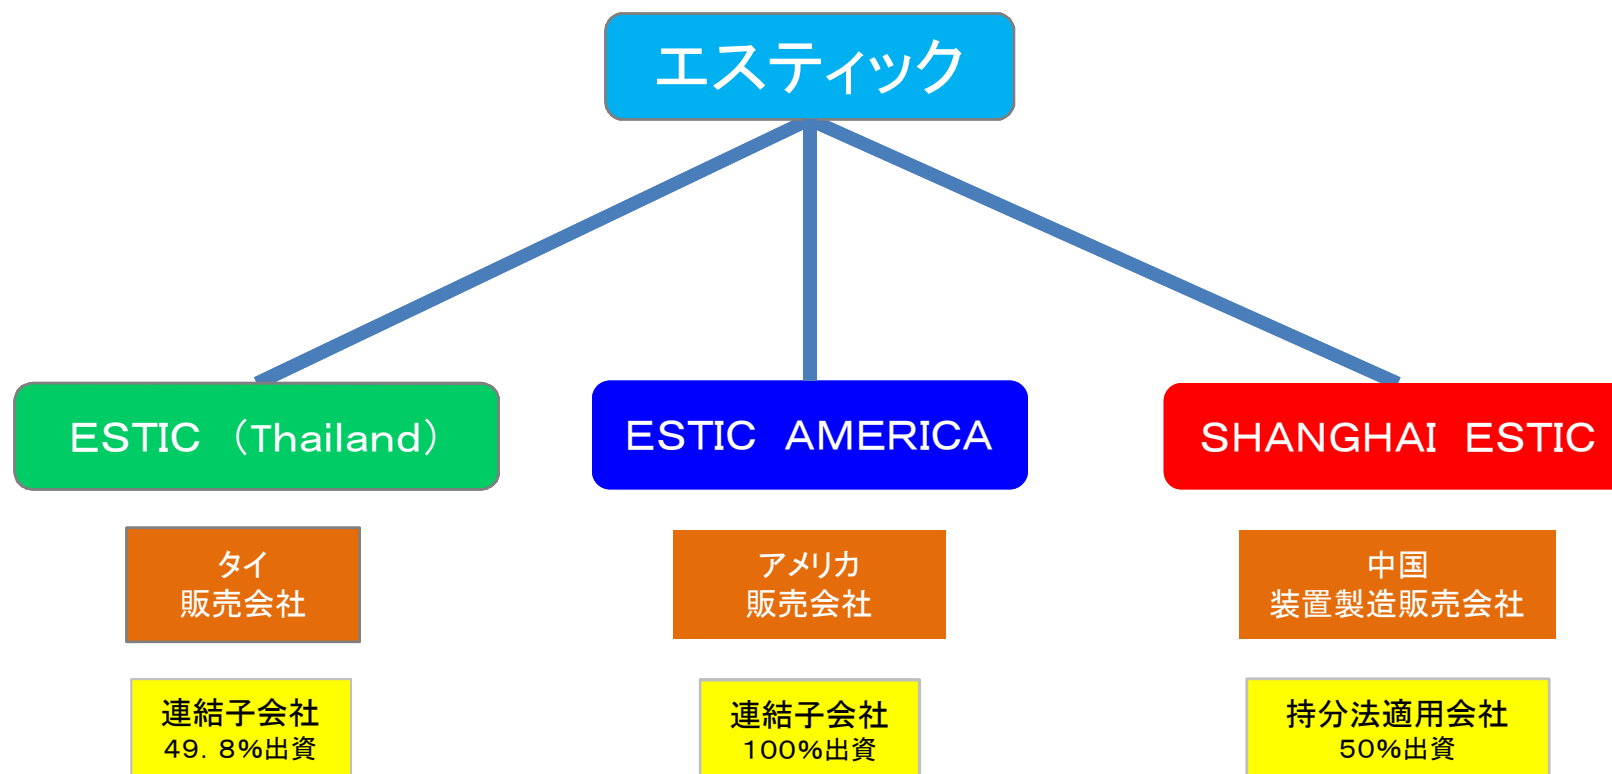 エスティック
ESTIC （Thailand）
ESTIC　AMERICA
SHANGHAI　ESTIC
タイ
販売会社
アメリカ
販売会社
中国
装置製造販売会社
連結子会社
49．8%出資
連結子会社
100%出資
持分法適用会社
50%出資